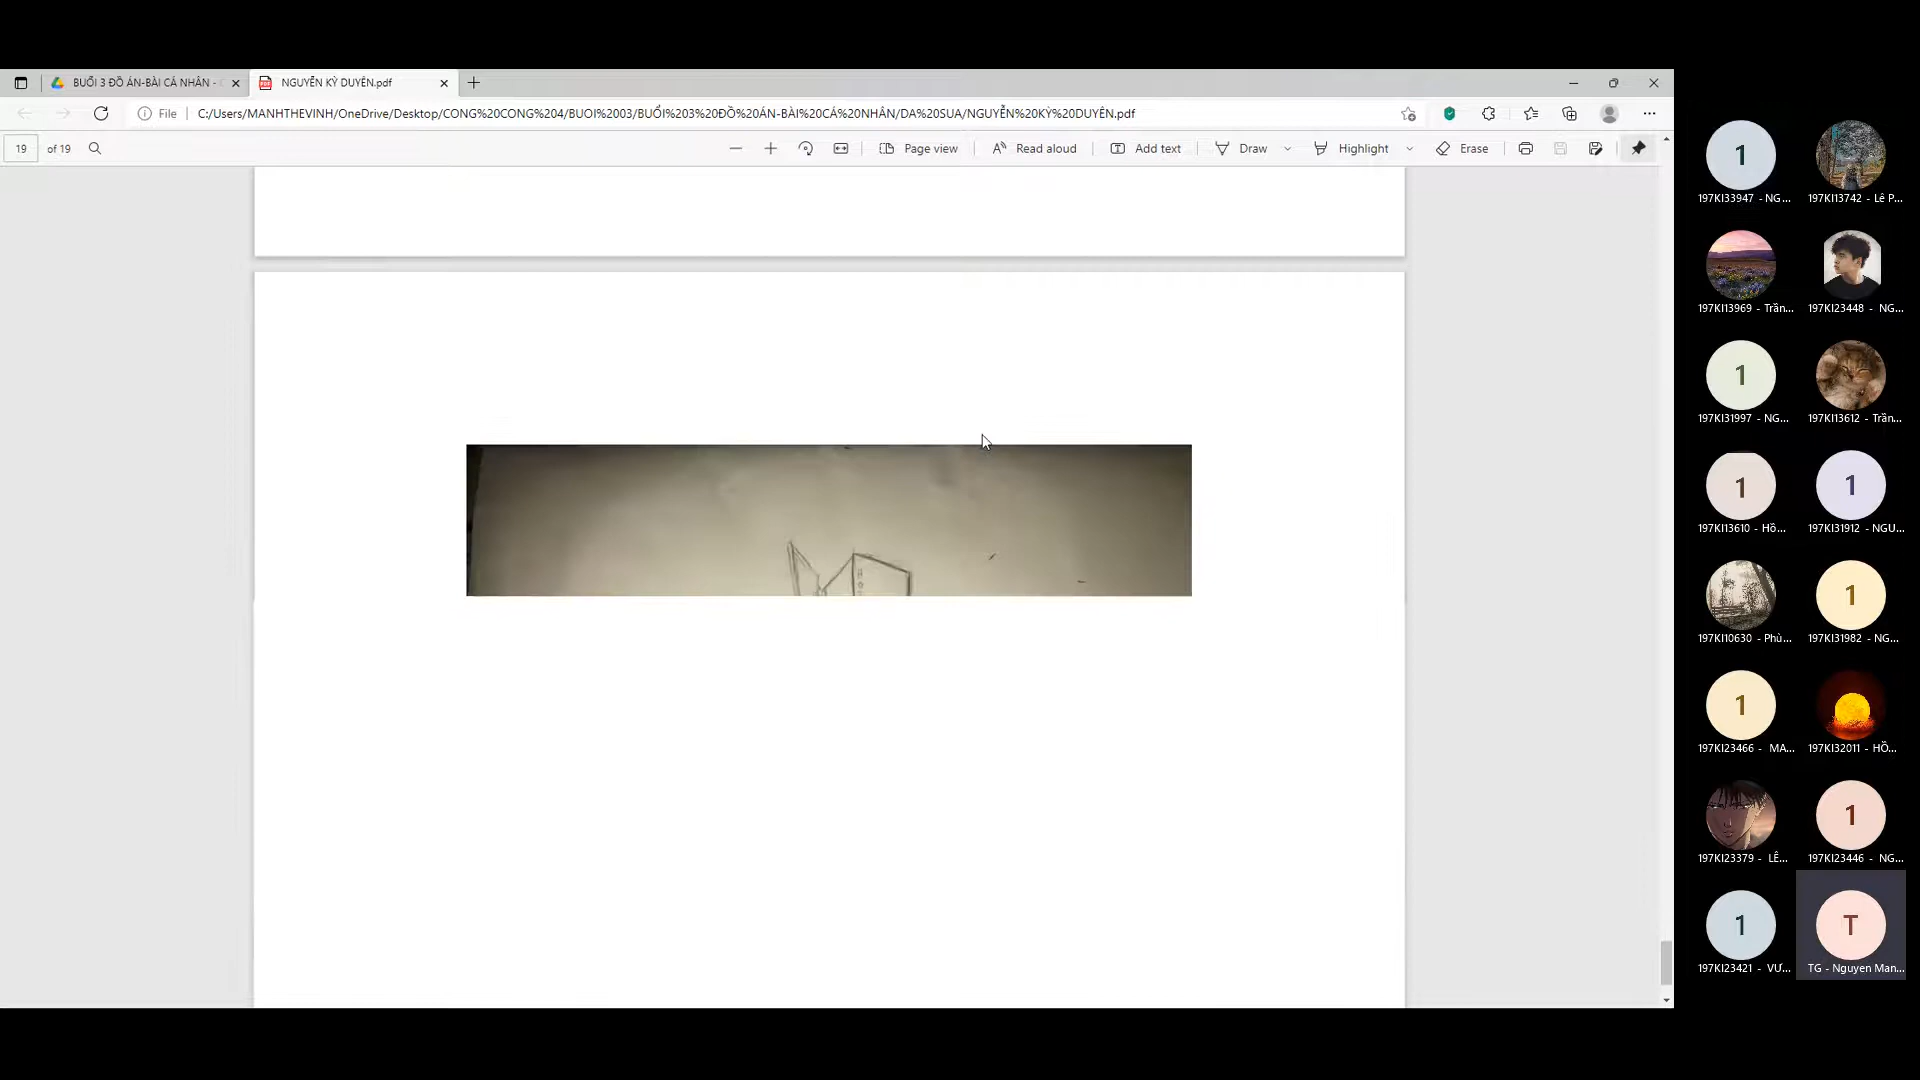 BUỔI 3 ĐỒ ÁN-BÀI CÁ NHÂN -
NGUYỄN KỲ DUYÊN.pdf
File
C:/Users/MANHTHEVINH/OneDrive/Desktop/CONG%20CONG%204/BUOI%2003/BUỔI%203%20ĐỒ%20ÁN-BÀI%20CÁ%20NHÂN/DA%20SUA/NGUYỄN%20KỲ%20DUYÊN.pdf
19 of 19
Page view
Read aloud
Add text
Draw
Highlight
Erase
1
197KI33947 - NG...
197KI13742 - Lê P...
197KI13969 - Trần...
197KI23448 - NG...
1
197KI31997 - NG...
197KI13612 - Trần...
1
197KI13610 - Hồ...
1
197KI31912 - NGU...
197KI10630 - Phù...
1
197KI31982 - NG...
1
197KI23466 - MA...
197KI32011 - HỒ...
197KI23379 - LÊ...
1
197KI23446 - NG...
1
197KI23421 - VƯ...
T
TG - Nguyen Man...